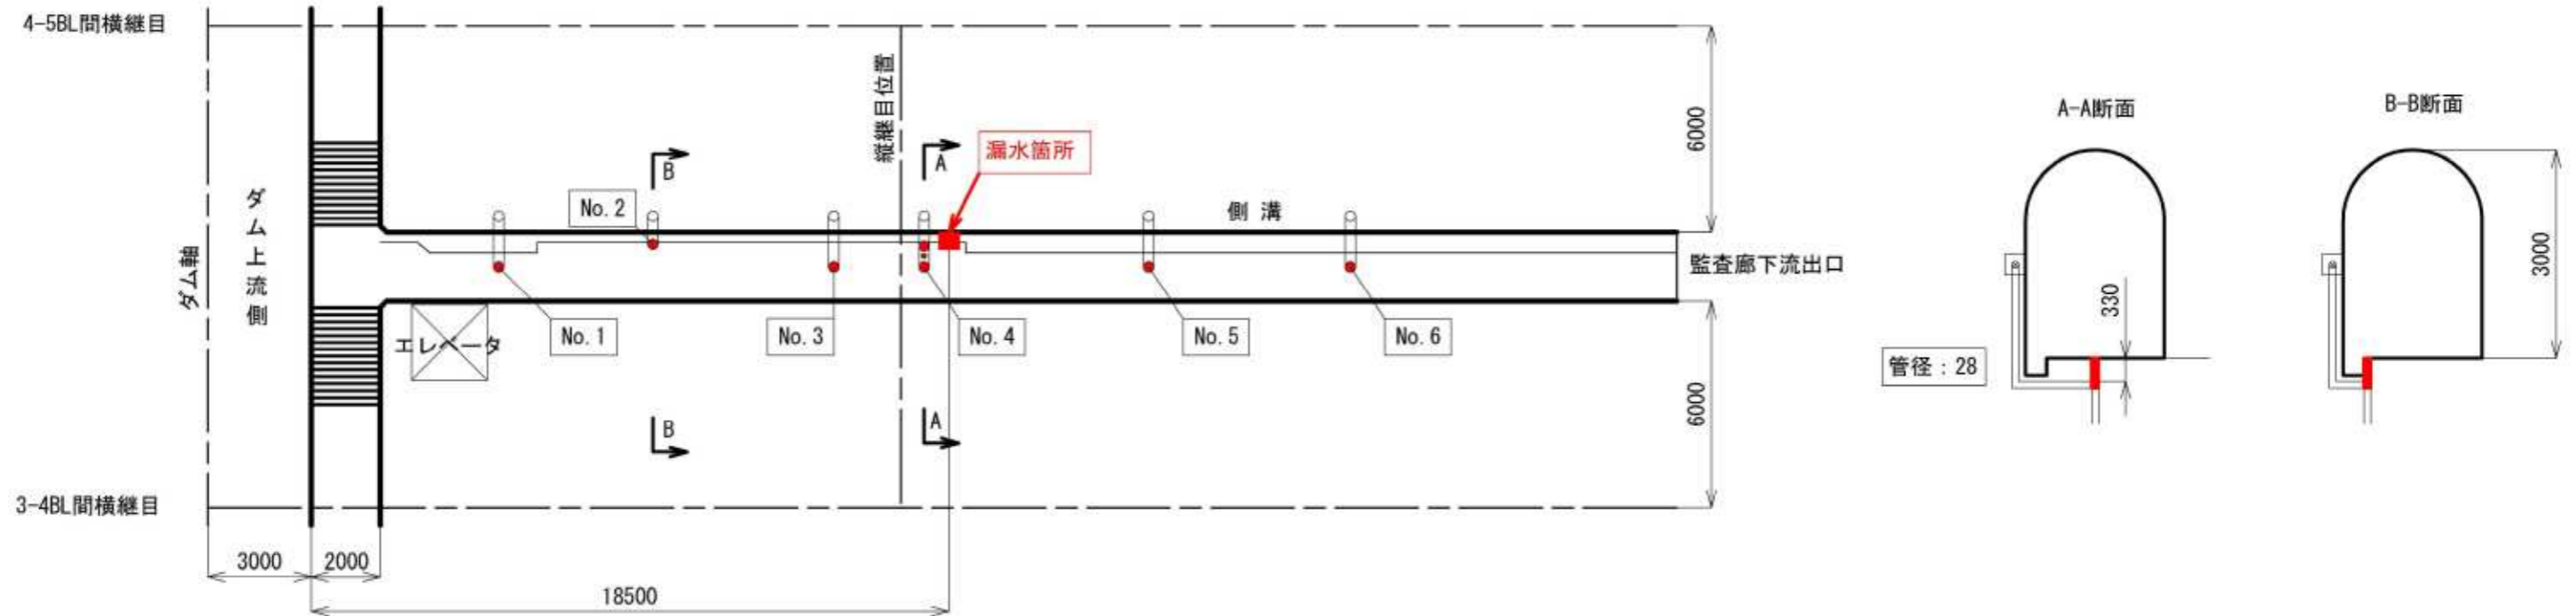 4-5BL間横継目
縦継目位置
6000
A-A断面
B-B断面
B
A
漏水箇所
No.2
側 溝
ダム軸
ダム上流側
監査廊下流出口
3000
330
エレベータ
No.1
No.3
No.4
No.5
No.6
管径：28
6000
B
A
3-4BL間横継目
3000
2000
18500